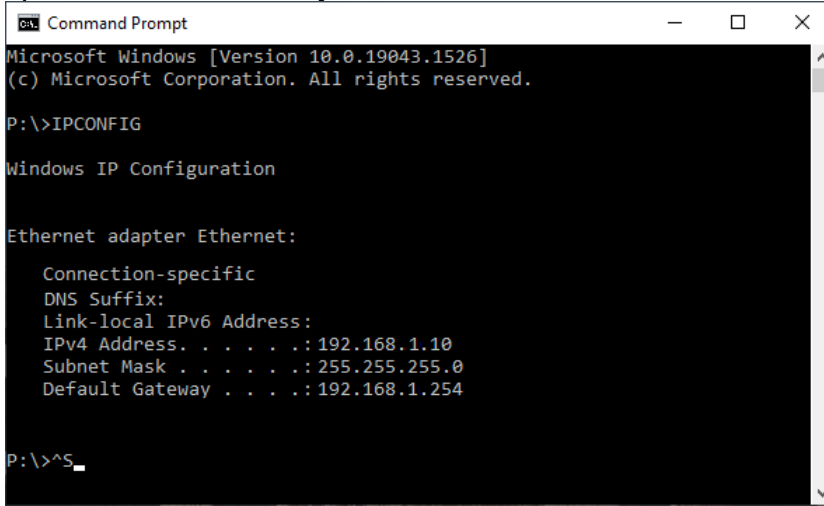 Command Prompt
Microsoft Windows [Version 10.0.19043.1526]
(c) Microsoft Corporation. All rights reserved.
P:\>IPCONFIG
Windows IP Configuration
Ethernet adapter Ethernet:
Connection-specific
DNS Suffix:
Link-local IPv6 Address:
IPv4 Address. . . . . .:192.168.1.10
Subnet Mask . . . . . .:255.255.255.0
Default Gateway . . . .:192.168.1.254
P:\>^S